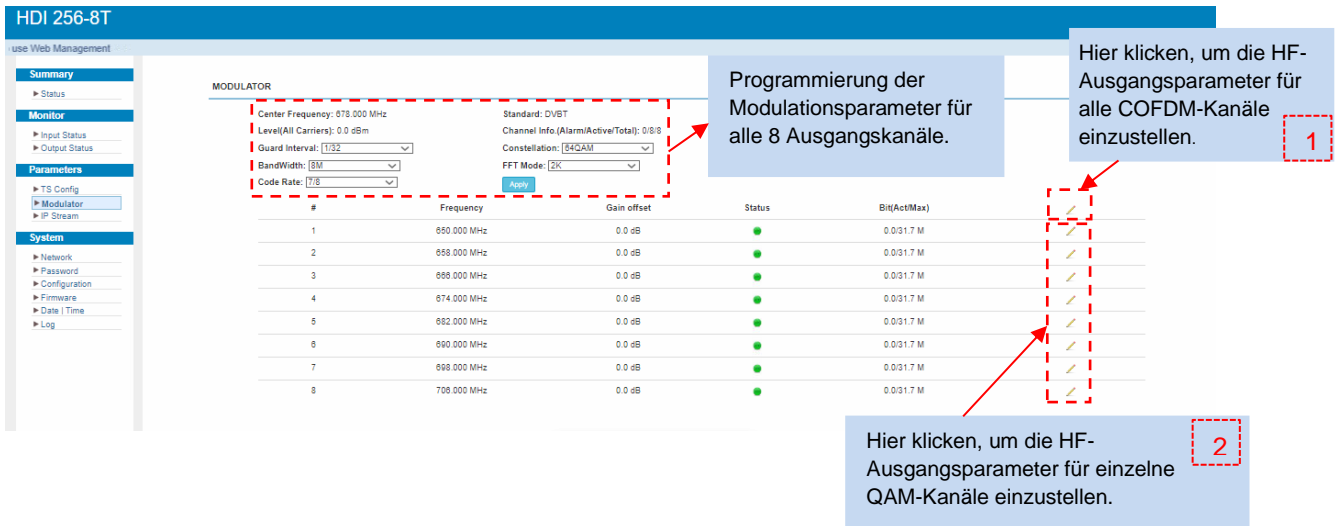 HDI 256-8T
use Web Management
Summary
Status
Monitor
Input Status
Output Status
Parameters
TS Config
Modulator
IP Stream
System
Network
Password
Configuration
Firmware
Date | Time
Log
MODULATOR
Center Frequency: 678.000 MHz
Standard: DVBT
Level(All Carriers): 0.0 dBm
Channel Info.(Alarm/Active/Total): 0/8/8
Guard Interval: 1/32
Constellation: 64QAM
BandWidth: 8M
FFT Mode: 2K
Code Rate: 7/8
Apply
# Frequency Gain offset Status Bit(Act/Max)
1 650.000 MHz 0.0 dB 0.0/31.7 M
2 658.000 MHz 0.0 dB 0.0/31.7 M
3 666.000 MHz 0.0 dB 0.0/31.7 M
4 674.000 MHz 0.0 dB 0.0/31.7 M
5 682.000 MHz 0.0 dB 0.0/31.7 M
6 690.000 MHz 0.0 dB 0.0/31.7 M
7 698.000 MHz 0.0 dB 0.0/31.7 M
8 706.000 MHz 0.0 dB 0.0/31.7 M
Programmierung der
Modulationsparameter für
alle 8 Ausgangskanäle.
Hier klicken, um die HF-
Ausgangsparameter für
alle COFDM-Kanäle
einzustellen.
1
Hier klicken, um die HF-
Ausgangsparameter für einzelne
QAM-Kanäle einzustellen.
2